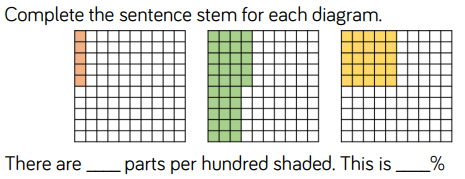 Complete the sentence stem for each diagram.
There are ____ parts per hundred shaded. This is ____%